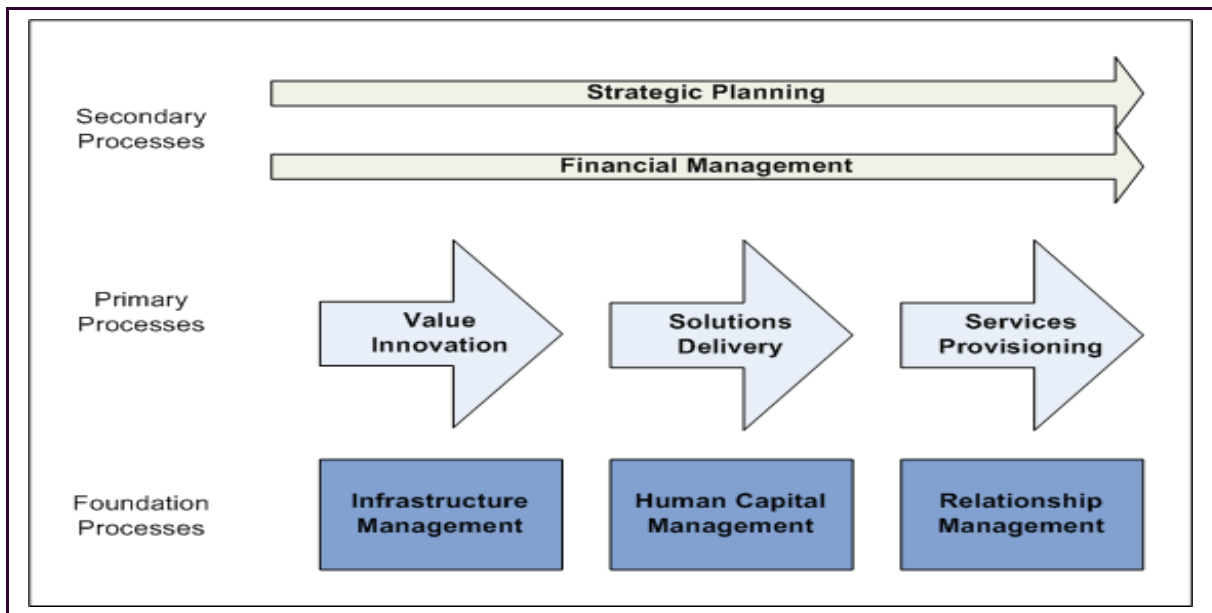 Secondary
Processes
Strategic Planning
Financial Management
Primary
Processes
Value
Innovation
Solutions
Delivery
Services
Provisioning
Foundation
Processes
Infrastructure
Management
Human Capital
Management
Relationship
Management